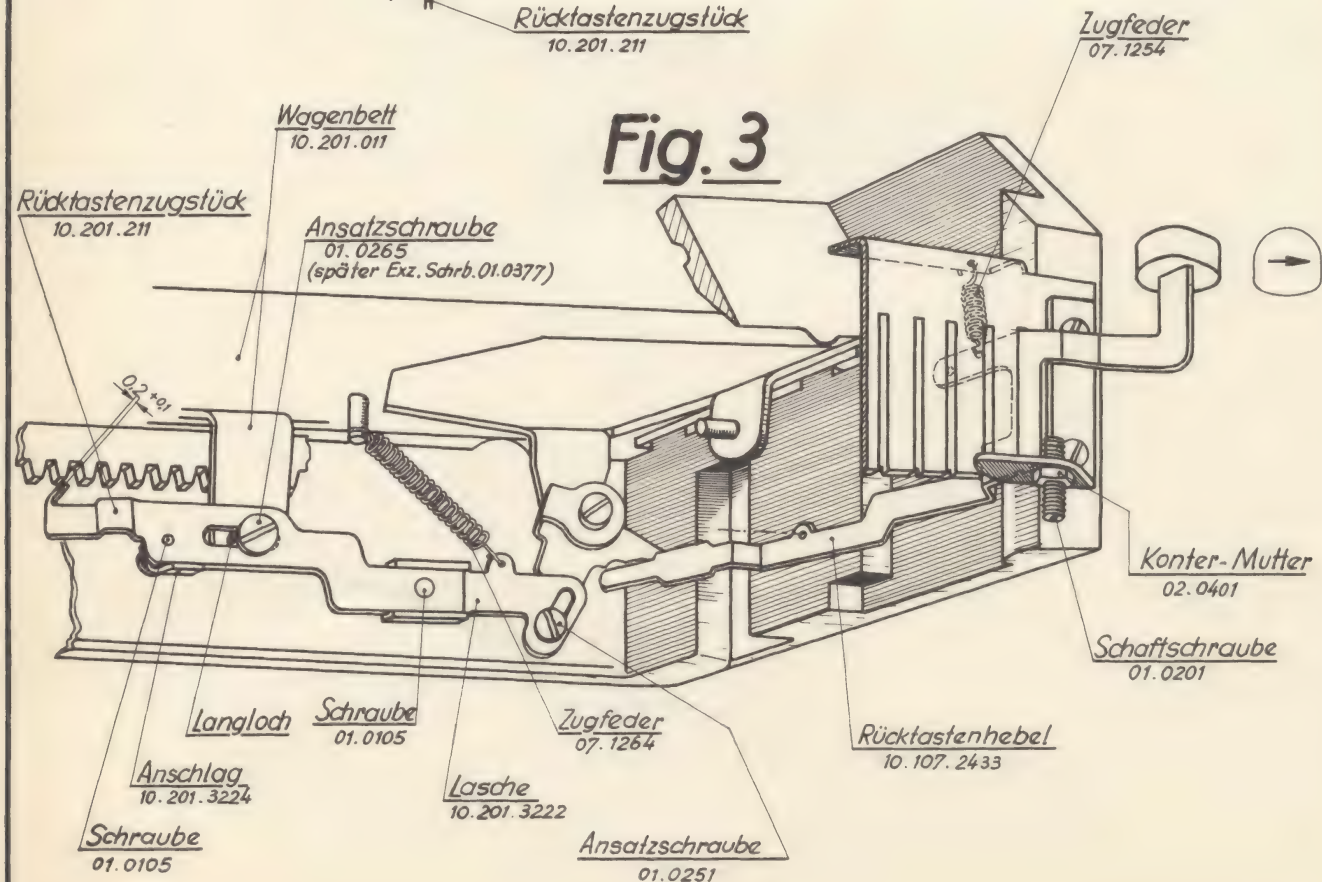 Rücktastenzugstück
10.201.211
Zugfeder
07.1254
Wagenbett
10.201.011
Fig. 3
Rücktastenzugstück
10.201.211
Ansatzschraube
01.0265
(später Exz. Schrb. 01.0377)
0,2 +0,1
Konter-Mutter
02.0401
Schaftschraube
01.0201
Langloch
Schraube
01.0105
Zugfeder
07.1264
Rücktastenhebel
10.107.2433
Anschlag
10.201.3224
Lasche
10.201.3222
Schraube
01.0105
Ansatzschraube
01.0251